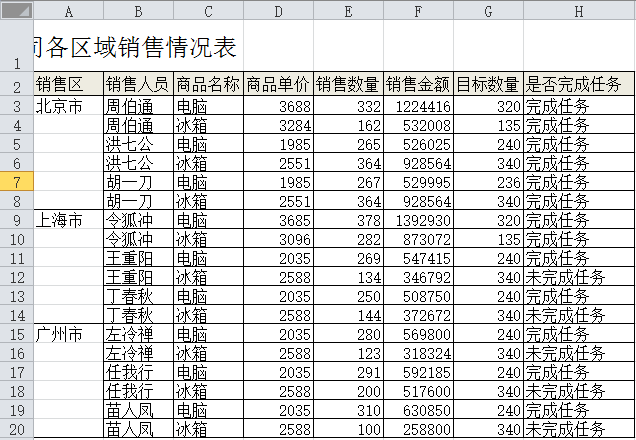 A B C D E F G H
1 司各区域销售情况表
2 销售区 销售人员 商品名称 商品单价 销售数量 销售金额 目标数量 是否完成任务
3 北京市 周伯通 电脑 3688 332 1224416 320 完成任务
4 周伯通 冰箱 3284 162 532008 135 完成任务
5 洪七公 电脑 1985 265 526025 240 完成任务
6 洪七公 冰箱 2551 364 928564 340 完成任务
7 胡一刀 电脑 1985 267 529995 236 完成任务
8 胡一刀 冰箱 2551 364 928564 340 完成任务
9 上海市 令狐冲 电脑 3685 378 1392930 320 完成任务
10 令狐冲 冰箱 3096 282 873072 135 完成任务
11 王重阳 电脑 2035 269 547415 240 完成任务
12 王重阳 冰箱 2588 134 346792 340 未完成任务
13 丁春秋 电脑 2035 250 508750 240 完成任务
14 丁春秋 冰箱 2588 144 372672 340 未完成任务
15 广州市 左冷禅 电脑 2035 280 569800 240 完成任务
16 左冷禅 冰箱 2588 123 318324 340 未完成任务
17 任我行 电脑 2035 291 592185 240 完成任务
18 任我行 冰箱 2588 200 517600 340 未完成任务
19 苗人凤 电脑 2035 310 630850 240 完成任务
20 苗人凤 冰箱 2588 100 258800 340 未完成任务